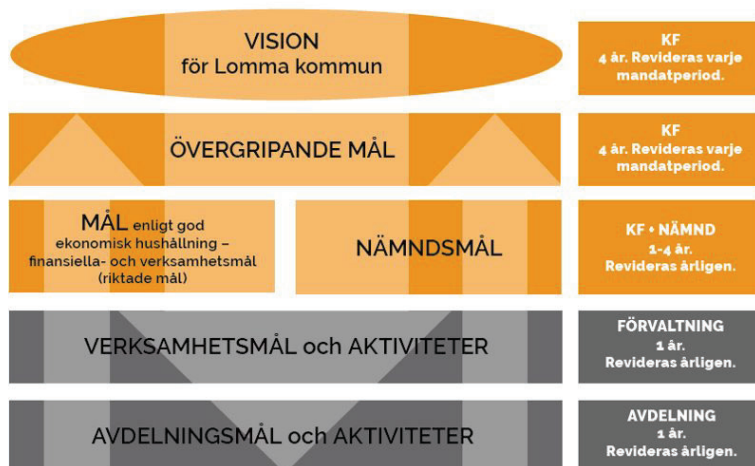 VISION
för Lomma kommun
KF
4 år. Revideras varje
mandatperiod.
ÖVERGRIPANDE MÅL
KF
4 år. Revideras varje
mandatperiod.
MÅL enligt god
ekonomisk hushållning –
finansiella- och verksamhetsmål
(riktade mål)
NÄMNDSMÅL
KF + NÄMND
1-4 år.
Revideras årligen.
VERKSAMHETSMÅL och AKTIVITETER
FÖRVALTNING
1 år.
Revideras årligen.
AVDELNINGSMÅL och AKTIVITETER
AVDELNING
1 år.
Revideras årligen.